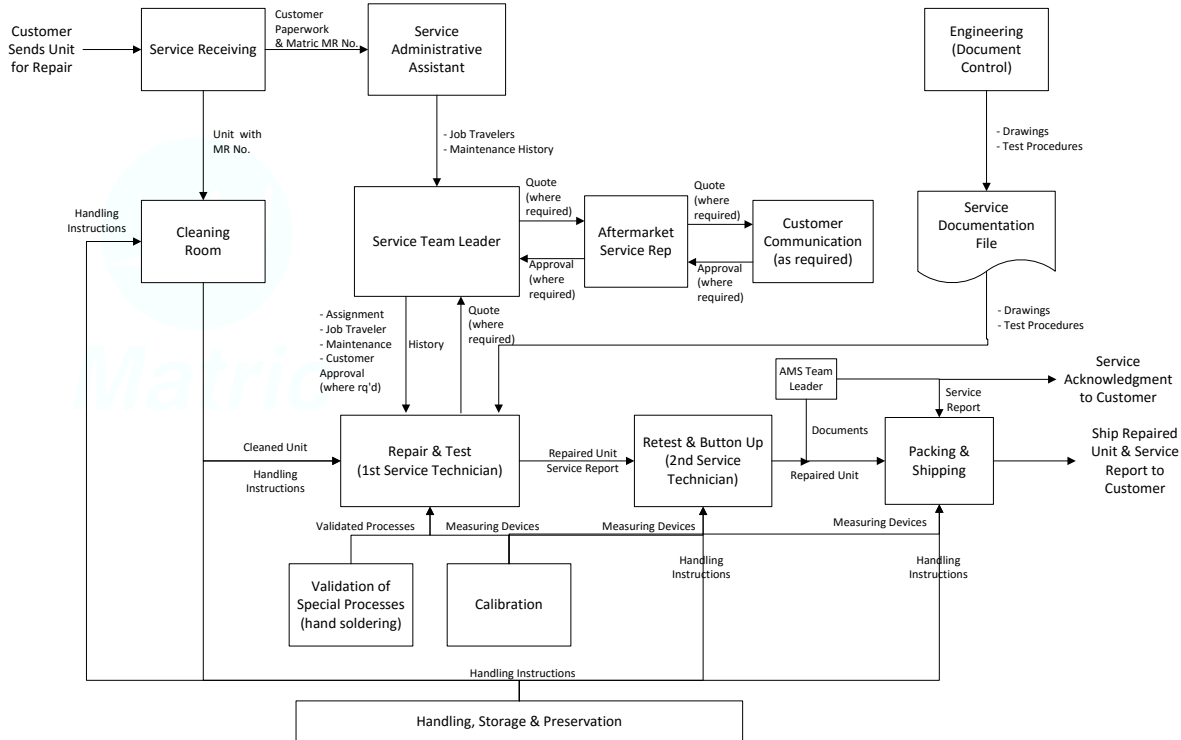 Customer
Sends Unit
for Repair
Service Receiving
Customer
Paperwork
& Matric MR No.
Service
Administrative
Assistant
Engineering
(Document
Control)
Unit with
MR No.
- Job Travelers
- Maintenance History
- Drawings
- Test Procedures
Handling
Instructions
Cleaning
Room
Service Team Leader
Quote
(where
required)
Approval
(where
required)
Aftermarket
Service Rep
Quote
(where
required)
Approval
(where
required)
Customer
Communication
(as required)
Service
Documentation
File
- Assignment
- Job Traveler
- Maintenance
- Customer
Approval
(where rq'd)
History
Quote
(where
required)
- Drawings
- Test Procedures
Matric
AMS Team
Leader
Service
Report
Service
Acknowledgment
to Customer
Documents
Cleaned Unit
Handling
Instructions
Repair & Test
(1st Service Technician)
Repaired Unit
Service Report
Retest & Button Up
(2nd Service
Technician)
Repaired Unit
Packing &
Shipping
Ship Repaired
Unit & Service
Report to
Customer
Validated Processes
Measuring Devices
Measuring Devices
Measuring Devices
Validation of
Special Processes
(hand soldering)
Calibration
Handling
Instructions
Handling
Instructions
Handling Instructions
Handling, Storage & Preservation